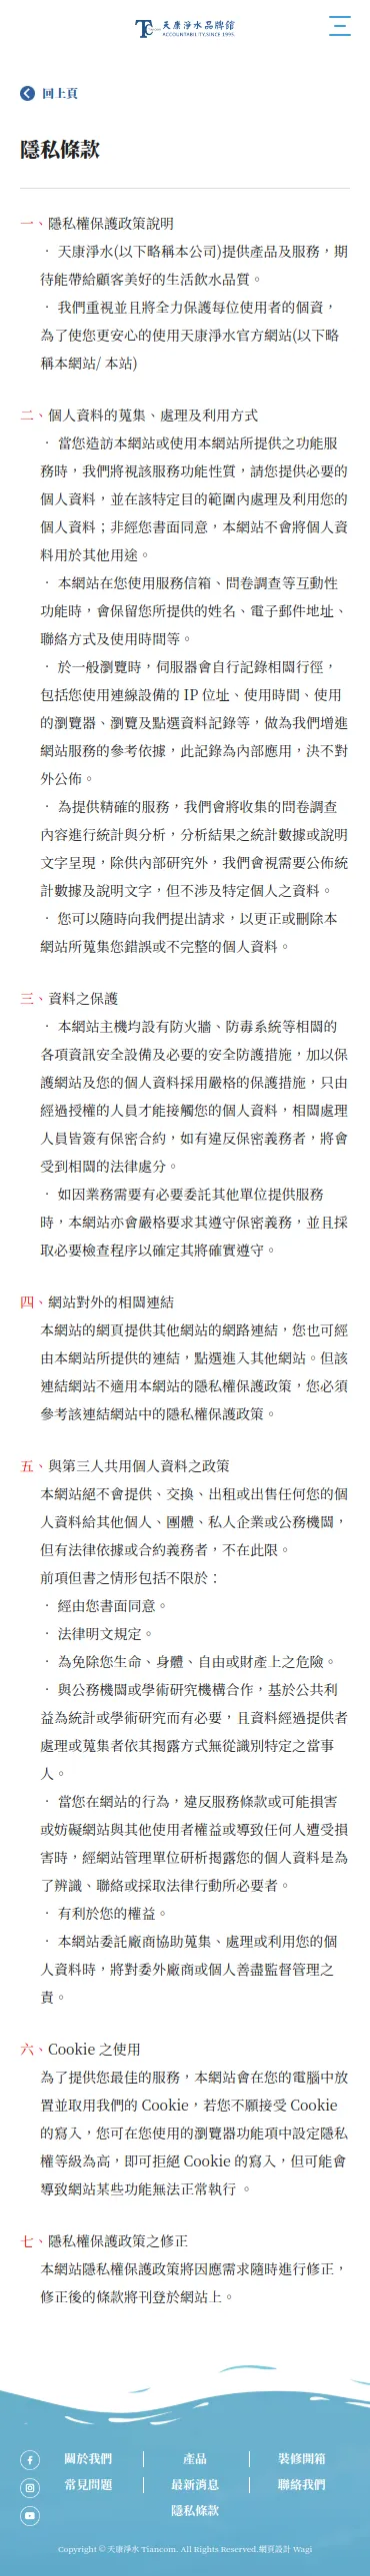 天康淨水品牌館
ACCOUNTABILITY.SINCE 1995
回上頁
隱私條款
一、隱私權保護政策說明
· 天康淨水(以下略稱本公司)提供產品及服務，期
待能帶給顧客美好的生活飲水品質。
· 我們重視並且將全力保護每位使用者的個資，
為了使您更安心的使用天康淨水官方網站(以下略
稱本網站/ 本站)
二、個人資料的蒐集、處理及利用方式
· 當您造訪本網站或使用本網站所提供之功能服
務時，我們將視該服務功能性質，請您提供必要的
個人資料，並在該特定目的範圍內處理及利用您的
個人資料；非經您書面同意，本網站不會將個人資
料用於其他用途。
· 本網站在您使用服務信箱、問卷調查等互動性
功能時，會保留您所提供的姓名、電子郵件地址、
聯絡方式及使用時間等。
· 於一般瀏覽時，伺服器會自行記錄相關行徑，
包括您使用連線設備的 IP 位址、使用時間、使用
的瀏覽器、瀏覽及點選資料記錄等，做為我們增進
網站服務的參考依據，此記錄為內部應用，決不對
外公佈。
· 為提供精確的服務，我們會將收集的問卷調查
內容進行統計與分析，分析結果之統計數據或說明
文字呈現，除供內部研究外，我們會視需要公佈統
計數據及說明文字，但不涉及特定個人之資料。
· 您可以隨時向我們提出請求，以更正或刪除本
網站所蒐集您錯誤或不完整的個人資料。
三、資料之保護
· 本網站主機均設有防火牆、防毒系統等相關的
各項資訊安全設備及必要的安全防護措施，加以保
護網站及您的個人資料採用嚴格的保護措施，只由
經過授權的人員才能接觸您的個人資料，相關處理
人員皆簽有保密合約，如有違反保密義務者，將會
受到相關的法律處分。
· 如因業務需要有必要委託其他單位提供服務
時，本網站亦會嚴格要求其遵守保密義務，並且採
取必要檢查程序以確定其將確實遵守。
四、網站對外的相關連結
本網站的網頁提供其他網站的網路連結，您也可經
由本網站所提供的連結，點選進入其他網站。但該
連結網站不適用本網站的隱私權保護政策，您必須
參考該連結網站中的隱私權保護政策。
五、與第三人共用個人資料之政策
本網站絕不會提供、交換、出租或出售任何您的個
人資料給其他個人、團體、私人企業或公務機關，
但有法律依據或合約義務者，不在此限。
前項但書之情形包括不限於：
· 經由您書面同意。
· 法律明文規定。
· 為免除您生命、身體、自由或財產上之危險。
· 與公務機關或學術研究機構合作，基於公共利
益為統計或學術研究而有必要，且資料經過提供者
處理或蒐集者依其揭露方式無從識別特定之當事
人。
· 當您在網站的行為，違反服務條款或可能損害
或妨礙網站與其他使用者權益或導致任何人遭受損
害時，經網站管理單位研析揭露您的個人資料是為
了辨識、聯絡或採取法律行動所必要者。
· 有利於您的權益。
· 本網站委託廠商協助蒐集、處理或利用您的個
人資料時，將對委外廠商或個人善盡監督管理之
責。
六、Cookie 之使用
為了提供您最佳的服務，本網站會在您的電腦中放
置並取用我們的 Cookie，若您不願接受 Cookie
的寫入，您可在您使用的瀏覽器功能項中設定隱私
權等級為高，即可拒絕 Cookie 的寫入，但可能會
導致網站某些功能無法正常執行 。
七、隱私權保護政策之修正
本網站隱私權保護政策將因應需求隨時進行修正，
修正後的條款將刊登於網站上。
關於我們 產品 裝修開箱
常見問題 最新消息 聯絡我們
隱私條款
Copyright © 天康淨水 Tiancom. All Rights Reserved.網頁設計 Wagi